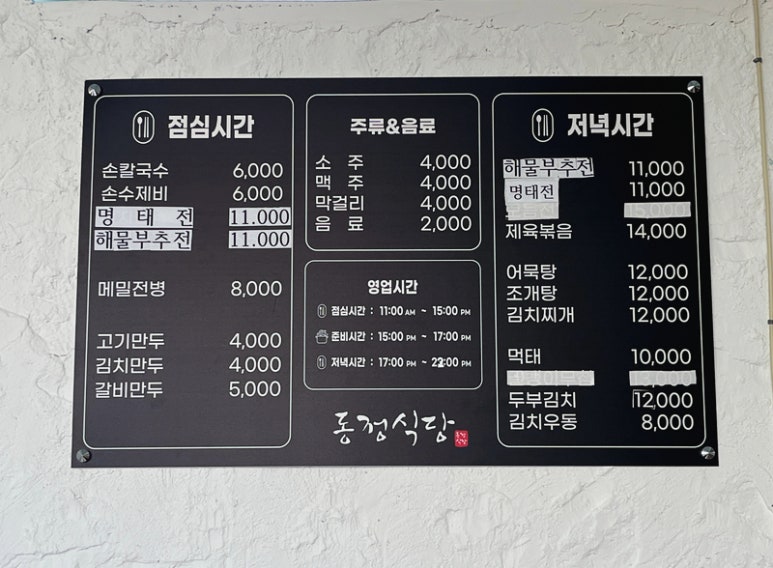 점심시간
손칼국수 6,000
손수제비 6,000
명 태 전 11.000
해물부추전 11.000
메밀전병 8,000
고기만두 4,000
김치만두 4,000
갈비만두 5,000
주류&음료
소 주 4,000
맥 주 4,000
막걸리 4,000
음 료 2,000
영업시간
점심시간 : 11:00 AM ~ 15:00 PM
준비시간 : 15:00 PM ~ 17:00 PM
저녁시간 : 17:00 PM ~ :00 PM
동정식당
저녁시간
해물부추전 11,000
명태전 11,000
15,000
제육볶음 14,000
어묵탕 12,000
조개탕 12,000
김치찌개 12,000
먹태 10,000
두부김치 12,000
김치우동 8,000